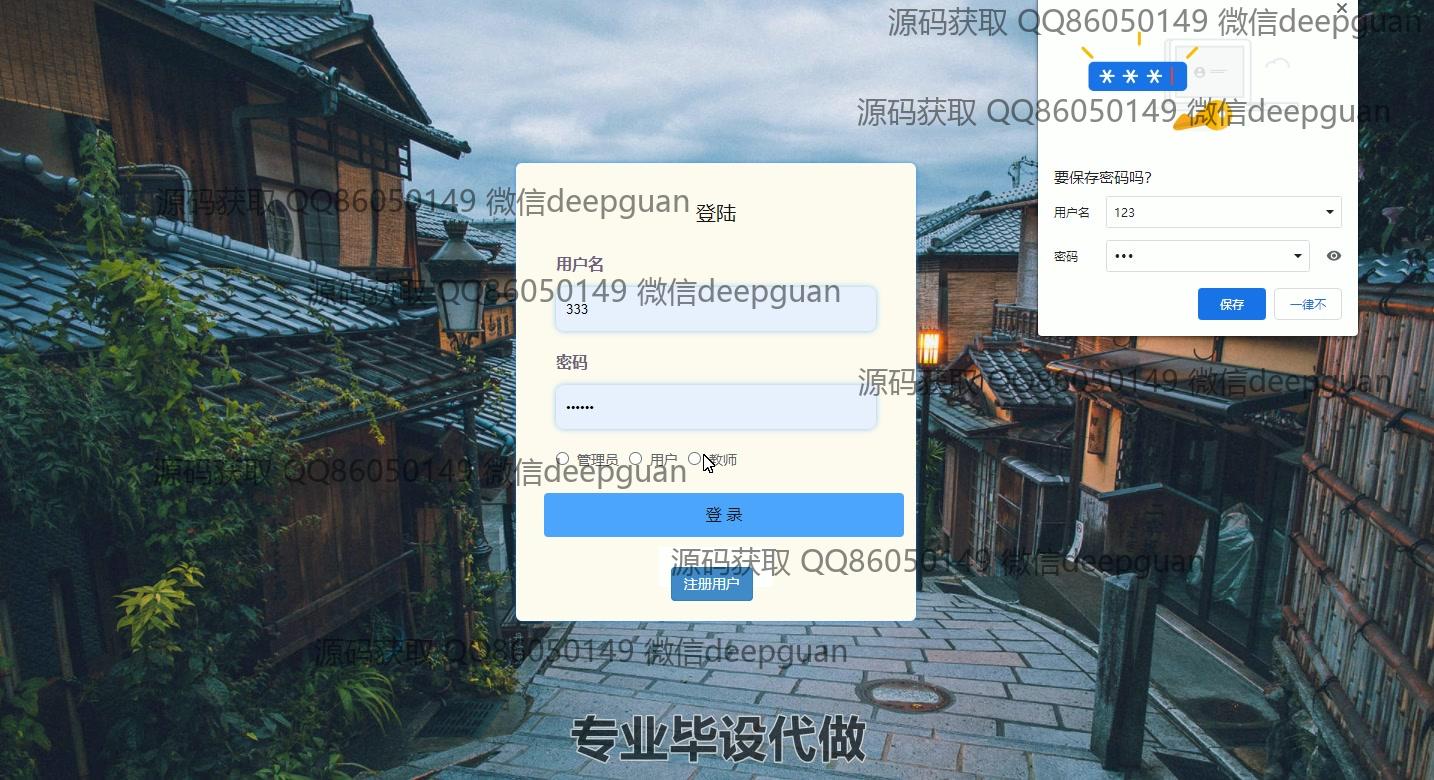 源码获取 QQ86050149 微信deepguan
源码获取 QQ86050149 微信deepguan
要保存密码吗?
用户名 123
密码 •••
保存 一律不
源码获取 QQ86050149 微信deepguan
登陆
用户名
源码获取 QQ86050149 微信deepguan
333
密码
源码获取 QQ86050149 微信deepguan
••••••
管理员 用户 教师
源码获取 QQ86050149 微信deepguan
登 录
源码获取 QQ86050149 微信deepguan
注册用户
源码获取 QQ86050149 微信deepguan
专业毕设代做